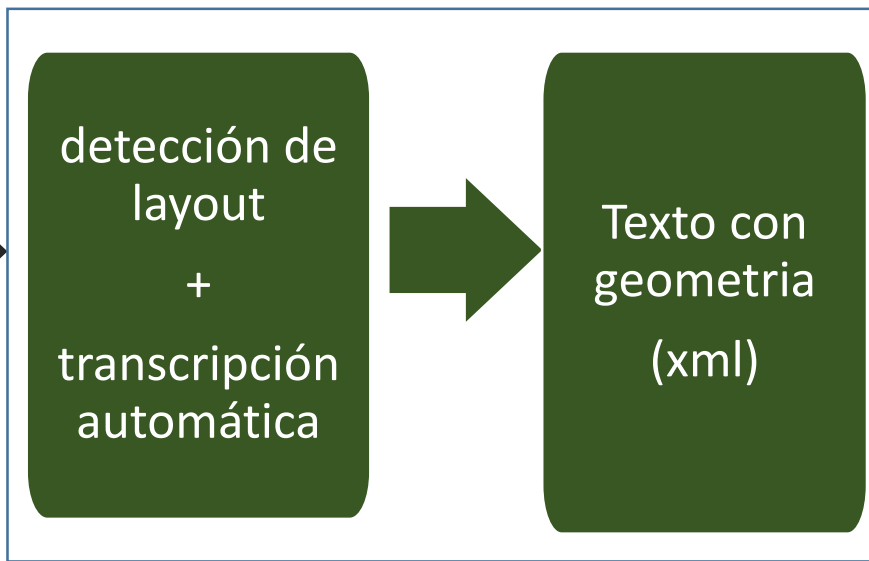 detección de
layout
+
transcripción
automática
Texto con
geometria
(xml)